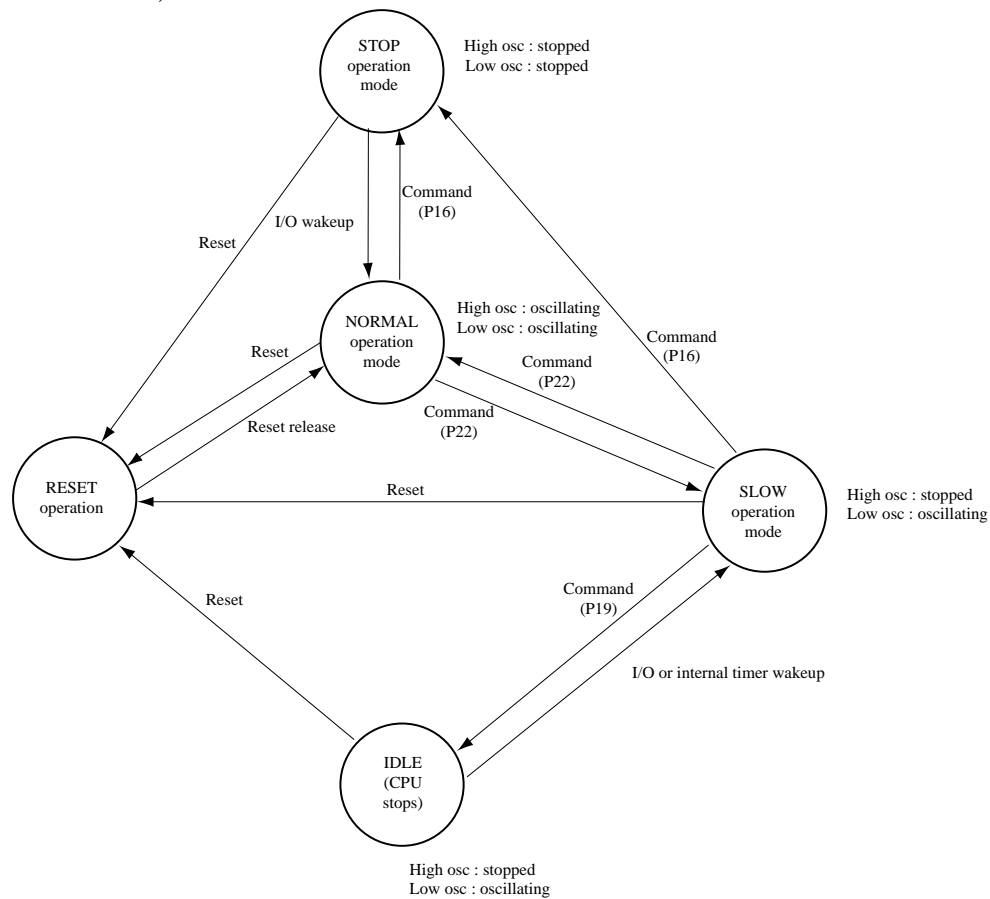 STOP
operation
mode
High osc : stopped
Low osc : stopped
Command
(P16)
I/O wakeup
Reset
NORMAL
operation
mode
High osc : oscillating
Low osc : oscillating
Command
(P16)
Reset
Command
(P22)
Command
(P22)
Reset release
RESET
operation
Reset
SLOW
operation
mode
High osc : stopped
Low osc : oscillating
Command
(P19)
Reset
I/O or internal timer wakeup
IDLE
(CPU
stops)
High osc : stopped
Low osc : oscillating